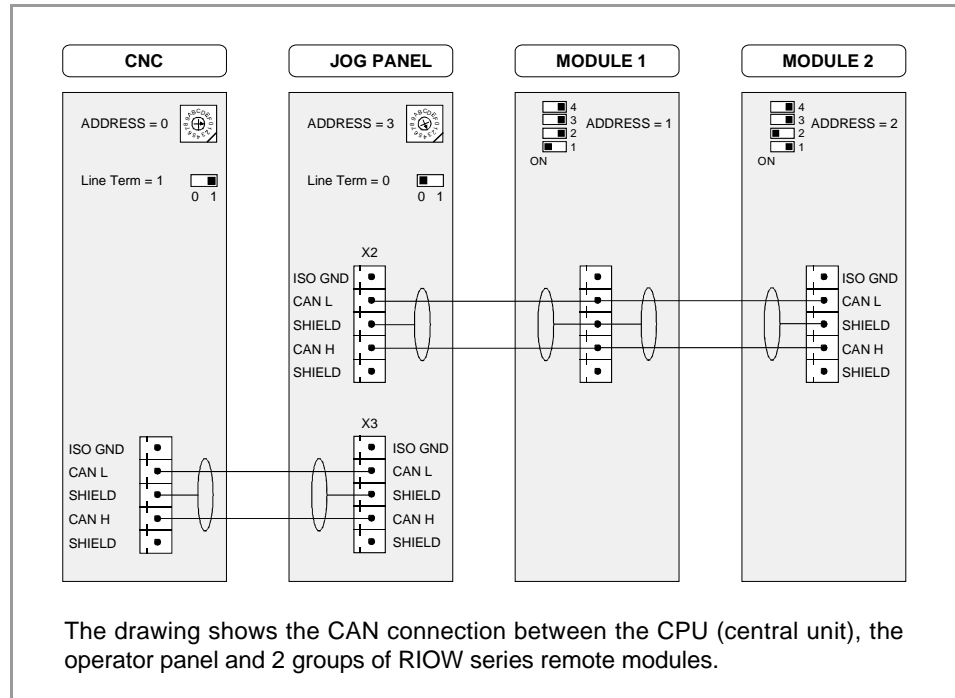 CNC
JOG PANEL
MODULE 1
MODULE 2
ADDRESS = 0
ADDRESS = 3
4
3
2
1
ON
ADDRESS = 1
4
3
2
1
ON
ADDRESS = 2
Line Term = 1
0 1
Line Term = 0
0 1
X2
ISO GND
CAN L
SHIELD
CAN H
SHIELD
ISO GND
CAN L
SHIELD
CAN H
SHIELD
X3
ISO GND
CAN L
SHIELD
CAN H
SHIELD
ISO GND
CAN L
SHIELD
CAN H
SHIELD
The drawing shows the CAN connection between the CPU (central unit), the
operator panel and 2 groups of RIOW series remote modules.